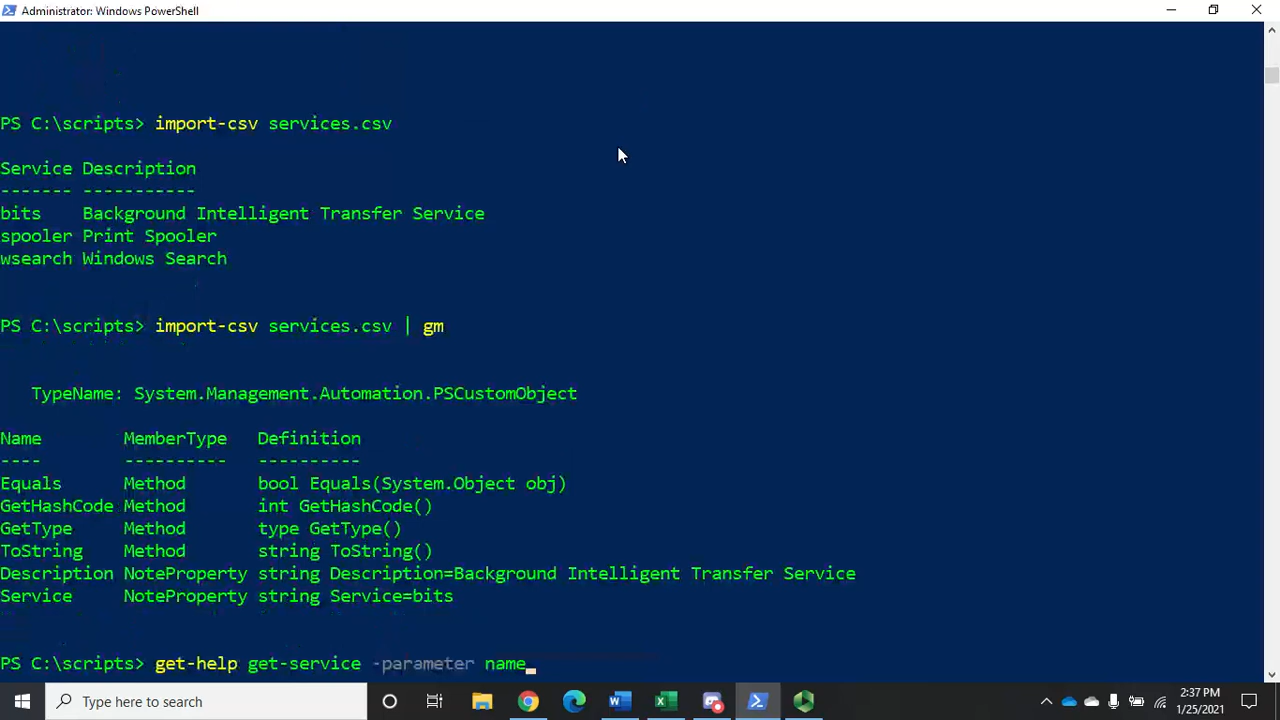 Administrator: Windows PowerShell
PS C:\scripts> import-csv services.csv
Service Description
------- -----------
bits    Background Intelligent Transfer Service
spooler Print Spooler
wsearch Windows Search
PS C:\scripts> import-csv services.csv | gm
   TypeName: System.Management.Automation.PSCustomObject
Name        MemberType   Definition
----        ----------   ----------
Equals      Method       bool Equals(System.Object obj)
GetHashCode Method       int GetHashCode()
GetType     Method       type GetType()
ToString    Method       string ToString()
Description NoteProperty string Description=Background Intelligent Transfer Service
Service     NoteProperty string Service=bits
PS C:\scripts> get-help get-service -parameter name_
Type here to search
2:37 PM
1/25/2021